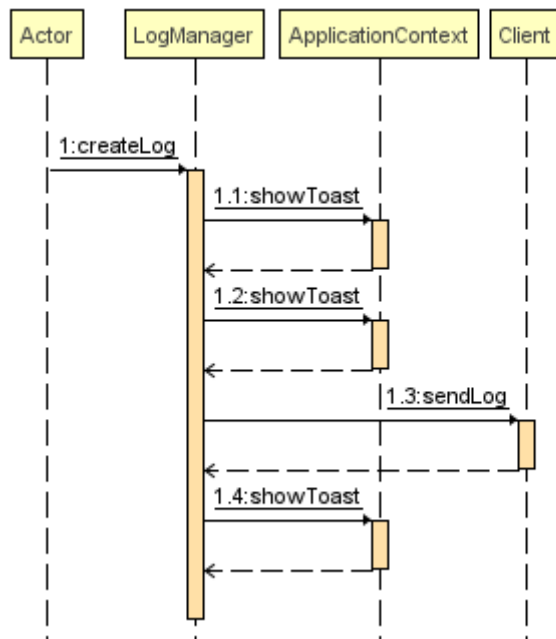 Actor
LogManager
ApplicationContext
Client
1:createLog
1.1:showToast
1.2:showToast
1.3:sendLog
1.4:showToast